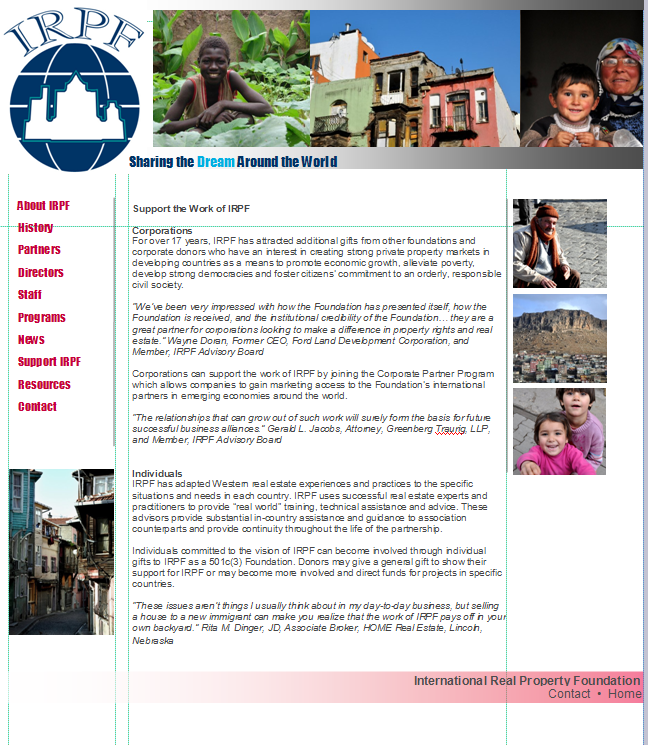 IRPF
Sharing the Dream Around the World
About IRPF
History
Partners
Directors
Staff
Programs
News
Support IRPF
Resources
Contact
Support the Work of IRPF
Corporations
For over 17 years, IRPF has attracted additional gifts from other foundations and
corporate donors who have an interest in creating strong private property markets in
developing countries as a means to promote economic growth, alleviate poverty,
develop strong democracies and foster citizens' commitment to an orderly, responsible
civil society.
"We've been very impressed with how the Foundation has presented itself, how the
Foundation is received, and the institutional credibility of the Foundation... they are a
great partner for corporations looking to make a difference in property rights and real
estate." Wayne Doran, Former CEO, Ford Land Development Corporation, and
Member, IRPF Advisory Board
Corporations can support the work of IRPF by joining the Corporate Partner Program
which allows companies to gain marketing access to the Foundation's international
partners in emerging economies around the world.
"The relationships that can grow out of such work will surely form the basis for future
successful business alliances." Gerald L. Jacobs, Attorney, Greenberg Traurig, LLP,
and Member, IRPF Advisory Board
Individuals
IRPF has adapted Western real estate experiences and practices to the specific
situations and needs in each country. IRPF uses successful real estate experts and
practitioners to provide "real world" training, technical assistance and advice. These
advisors provide substantial in-country assistance and guidance to association
counterparts and provide continuity throughout the life of the partnership.
Individuals committed to the vision of IRPF can become involved through individual
gifts to IRPF as a 501c(3) Foundation. Donors may give a general gift to show their
support for IRPF or may become more involved and direct funds for projects in specific
countries.
"These issues aren't things I usually think about in my day-to-day business, but selling
a house to a new immigrant can make you realize that the work of IRPF pays off in your
own backyard." Rita M. Dinger, JD, Associate Broker, HOME Real Estate, Lincoln,
Nebraska
International Real Property Foundation
Contact • Home